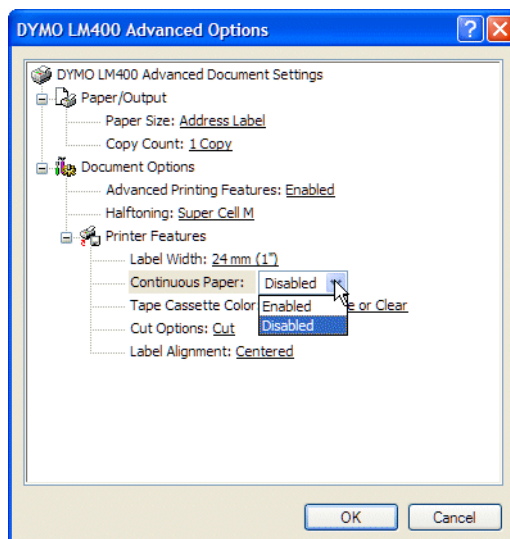 DYMO LM400 Advanced Options
DYMO LM400 Advanced Document Settings
Paper/Output
Paper Size: Address Label
Copy Count: 1 Copy
Document Options
Advanced Printing Features: Enabled
Halftoning: Super Cell M
Printer Features
Label Width: 24 mm (1")
Continuous Paper: Disabled
Tape Cassette Color Enabled or Clear
Cut Options: Cut Disabled
Label Alignment: Centered
OK Cancel